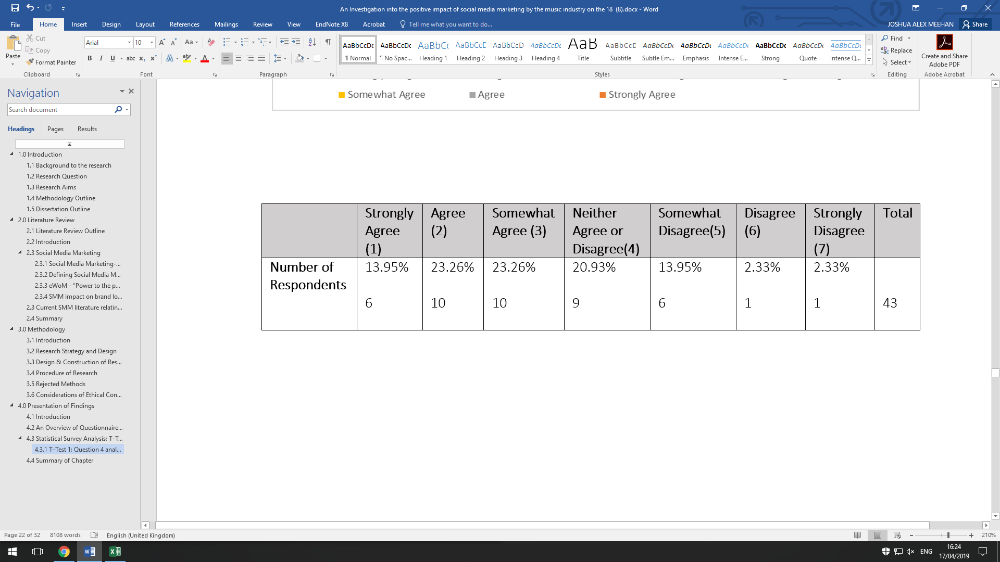 An Investigation into the positive impact of social media marketing by the music industry on the 18  (8).docx - Word
File Home Insert Design Layout References Mailings Review View EndNote X8 Acrobat Tell me what you want to do... JOSHUA ALEX MEEHAN Share
Paste
Cut
Copy
Format Painter
Clipboard
Arial 10
Font
Paragraph
AaBbCcDc AaBbCcDc AaBbCc AaBbCcD AaBbCcD AaBbCcDc AaB AaBbCcD AaBbCcDc AaBbCcDc AaBbCcDc AaBbCcDc AaBbCcDc AaBbCcDc
¶ Normal ¶ No Spac... Heading 1 Heading 2 Heading 3 Heading 4 Title Subtitle Subtle Em... Emphasis Intense E... Strong Quote Intense Q...
Styles
Find
Replace
Select
Editing
Create and Share
Adobe PDF
Adobe Acrobat
Navigation
Search document
Headings Pages Results
1.0 Introduction
1.1 Background to the research
1.2 Research Question
1.3 Research Aims
1.4 Methodology Outline
1.5 Dissertation Outline
2.0 Literature Review
2.1 Literature Review Outline
2.2 Introduction
2.3 Social Media Marketing
2.3.1 Social Media Marketing-...
2.3.2 Defining Social Media M...
2.3.3 eWoM - “Power to the p...
2.3.4 SMM impact on brand lo...
2.3 Current SMM literature relatin...
2.4 Summary
3.0 Methodology
3.1 Introduction
3.2 Research Strategy and Design
3.3 Design & Construction of Res...
3.4 Procedure of Research
3.5 Rejected Methods
3.6 Considerations of Ethical Con...
4.0 Presentation of Findings
4.1 Introduction
4.2 An Overview of Questionnaire...
4.3 Statistical Survey Analysis: T-T...
4.3.1 T-Test 1: Question 4 anal...
4.4 Summary of Chapter
Somewhat Agree Agree Strongly Agree
Strongly Agree (1) Agree (2) Somewhat Agree (3) Neither Agree or Disagree(4) Somewhat Disagree(5) Disagree (6) Strongly Disagree (7) Total
Number of Respondents 13.95% 23.26% 23.26% 20.93% 13.95% 2.33% 2.33%
6 10 10 9 6 1 1 43
Page 22 of 32 8108 words English (United Kingdom) 210%
ENG 16:24
17/04/2019